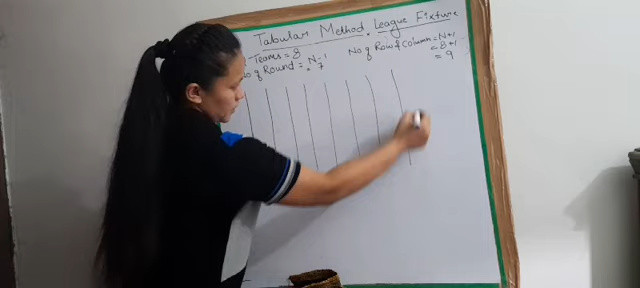 Tabular Method. League Fixture
Teams = 8
No of Row & Column = N+1
= 8+1
= 9
No of Round = N-1
= 7